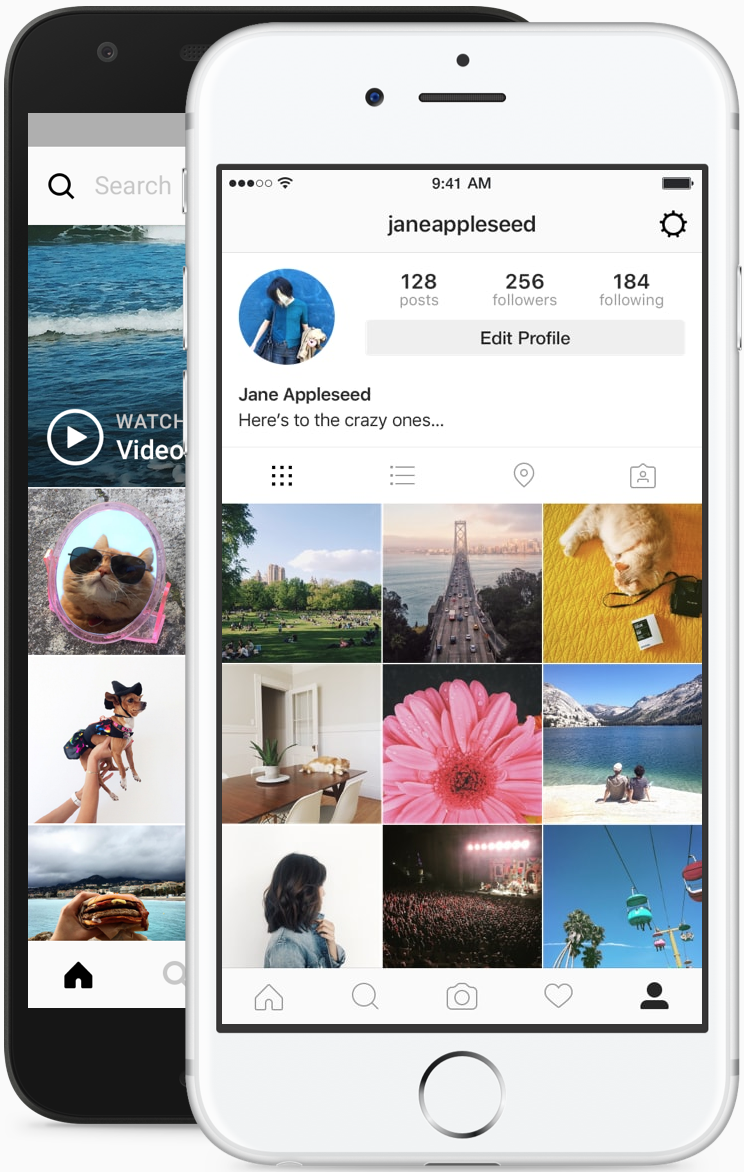 Search
WATCH
Video
9:41 AM
janeappleseed
128 256 184
posts followers following
Edit Profile
Jane Appleseed
Here’s to the crazy ones...